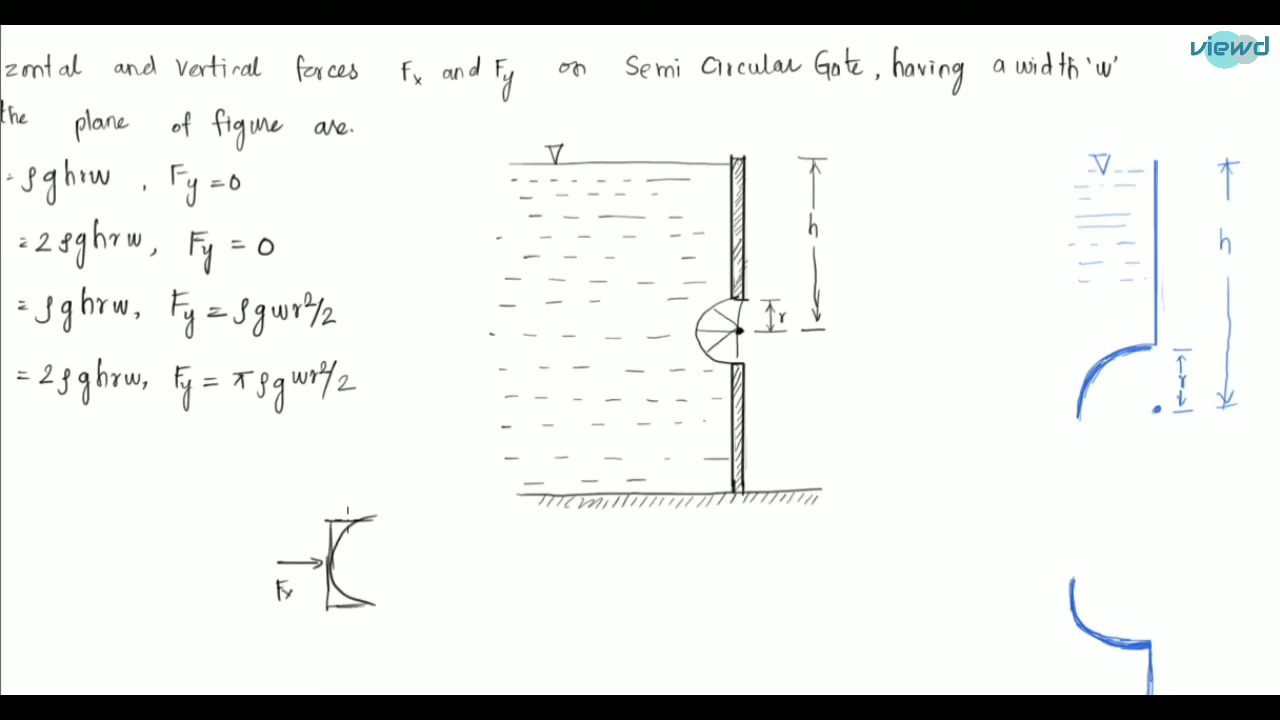 viewd
zontal and Vertical forces Fx and Fy on Semi Circular Gate, having a width 'w'
the plane of figure are.
= ρghrw, Fy = 0
= 2ρghrw, Fy = 0
= ρghrw, Fy = ρgwr²/2
= 2ρghrw, Fy = πρgwr²/2
h
r
h
r
Fx